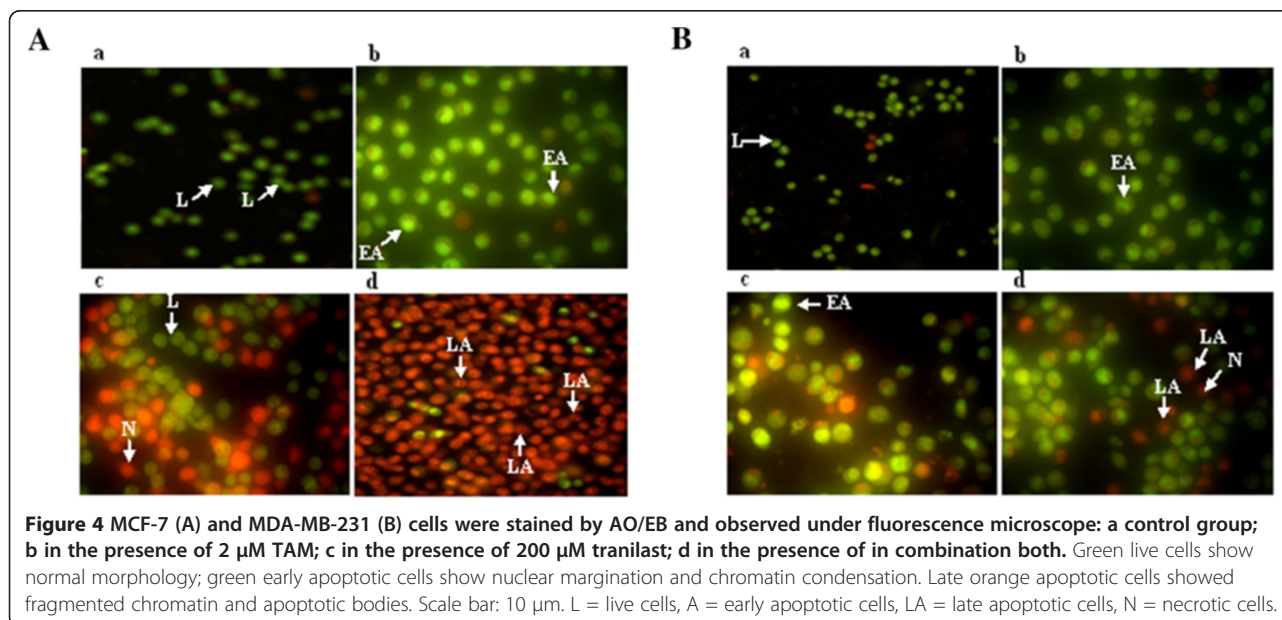 A
B
a
b
a
b
L
L
EA
EA
L
EA
c
d
c
d
L
N
LA
LA
LA
EA
LA
N
LA
Figure 4 MCF-7 (A) and MDA-MB-231 (B) cells were stained by AO/EB and observed under fluorescence microscope: a control group;
b in the presence of 2 μM TAM; c in the presence of 200 μM tranilast; d in the presence of in combination both. Green live cells show
normal morphology; green early apoptotic cells show nuclear margination and chromatin condensation. Late orange apoptotic cells showed
fragmented chromatin and apoptotic bodies. Scale bar: 10 μm. L = live cells, A = early apoptotic cells, LA = late apoptotic cells, N = necrotic cells.